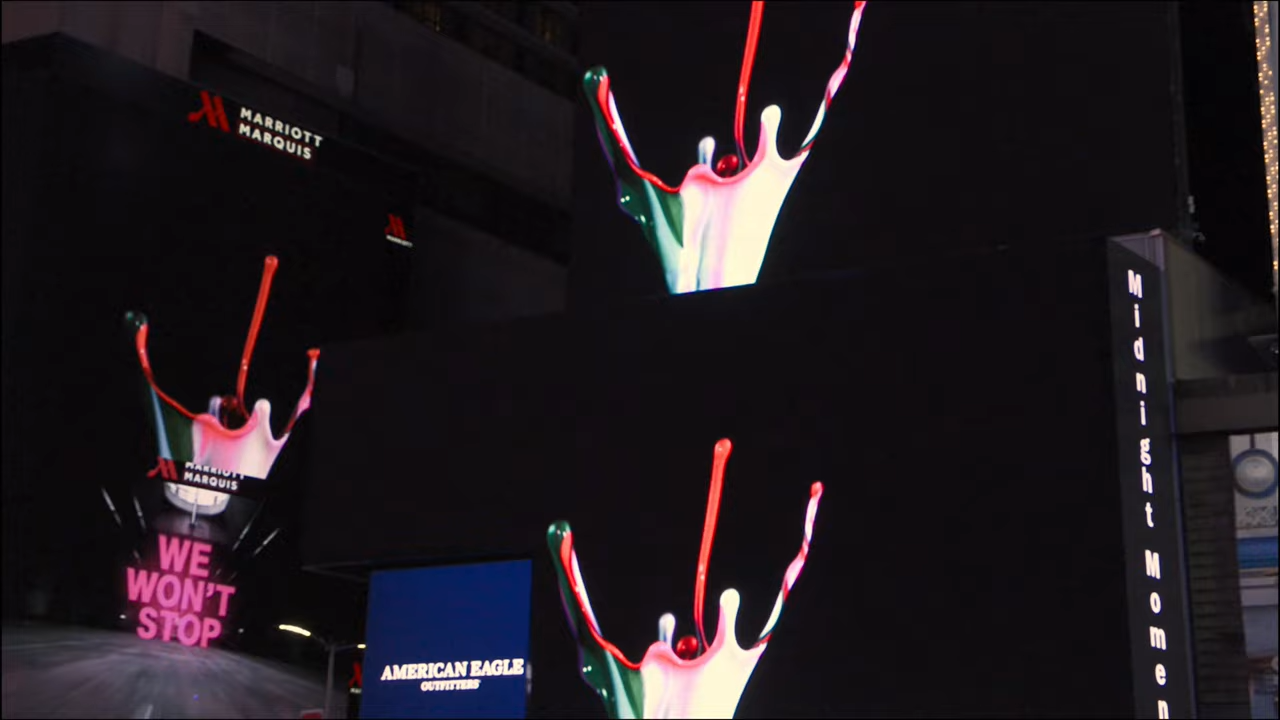 MARRIOTT
MARQUIS
MARRIOTT
MARQUIS
WE
WON'T
STOP
AMERICAN EAGLE
OUTFITTERS
Midnight Momen